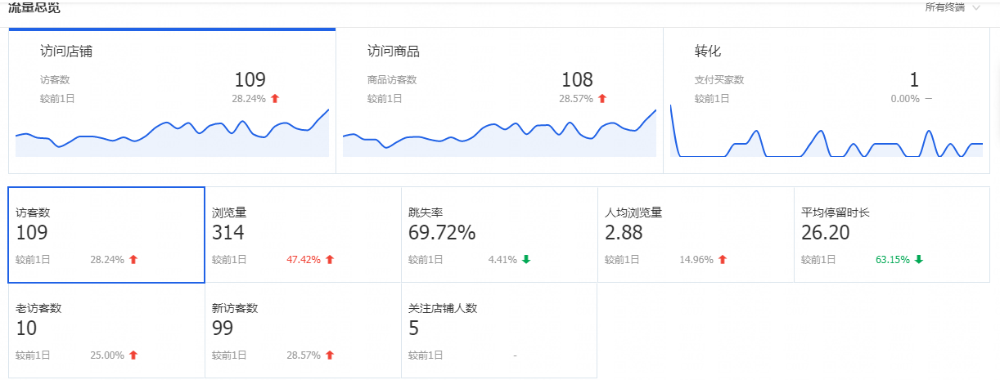 流量总览
所有终端
访问店铺
访客数 109
较前1日 28.24%
访问商品
商品访客数 108
较前1日 28.57%
转化
支付买家数 1
较前1日 0.00% –
访客数
109
较前1日 28.24%
浏览量
314
较前1日 47.42%
跳失率
69.72%
较前1日 4.41%
人均浏览量
2.88
较前1日 14.96%
平均停留时长
26.20
较前1日 63.15%
老访客数
10
较前1日 25.00%
新访客数
99
较前1日 28.57%
关注店铺人数
5
较前1日 -